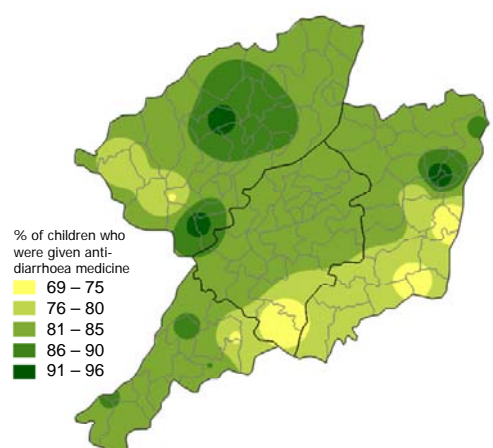 % of children who
were given anti-
diarrhoea medicine
69 – 75
76 – 80
81 – 85
86 – 90
91 – 96